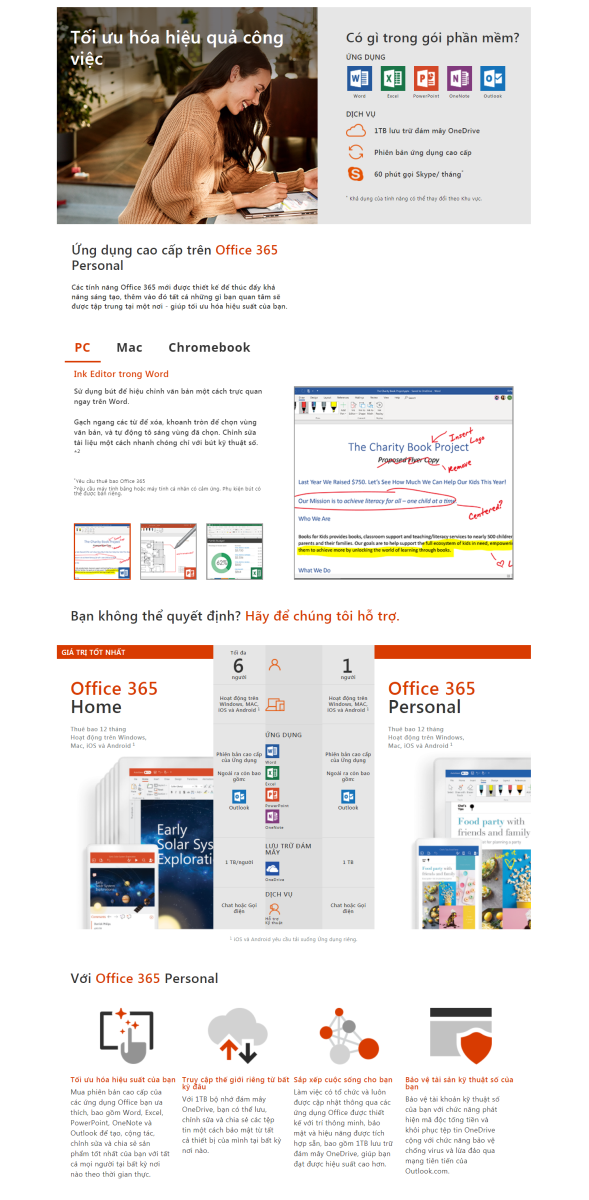 Tối ưu hóa hiệu quả công
việc
Có gì trong gói phần mềm?
ỨNG DỤNG
Word Excel PowerPoint OneNote Outlook
DỊCH VỤ
1TB lưu trữ đám mây OneDrive
Phiên bản ứng dụng cao cấp
60 phút gọi Skype/ tháng*
* Khả dụng của tính năng có thể thay đổi theo Khu vực.
Ứng dụng cao cấp trên Office 365
Personal
Các tính năng Office 365 mới được thiết kế để thúc đẩy khả
năng sáng tạo, thêm vào đó tất cả những gì bạn quan tâm sẽ
được tập trung tại một nơi - giúp tối ưu hóa hiệu suất của bạn.
PC Mac Chromebook
Ink Editor trong Word
Sử dụng bút để hiệu chỉnh văn bản một cách trực quan
ngay trên Word.
Gạch ngang các từ để xóa, khoanh tròn để chọn vùng
văn bản, và tự động tô sáng vùng đã chọn. Chỉnh sửa
tài liệu một cách nhanh chóng chỉ với bút kỹ thuật số.
*2
*Yêu cầu thuê bao Office 365
2Yêu cầu máy tính bảng hoặc máy tính cá nhân có cảm ứng. Phụ kiện bút có
thể được bán riêng.
The Charity Book Project
Insert
Logo
Proposed Flyer Copy
Remove
Last Year We Raised $750. Let's See How Much We Can Help Our Kids This Year!
Our Mission is to achieve literacy for all – one child at a time
Centered?
Who We Are
Books for Kids provides books, classroom support and teaching/literacy services to nearly 500 children
parents and their families. Our goals are to help support the full ecosystem of kids in need, empowering
them to achieve more by unlocking the world of learning through books.
What We Do
62%
Bạn không thể quyết định? Hãy để chúng tôi hỗ trợ.
GIÁ TRỊ TỐT NHẤT
Office 365
Home
Thuê bao 12 tháng
Hoạt động trên Windows,
Mac, iOS và Android 1
Early
Solar Sys
Explorati
Tối đa
6
người
1
người
Hoạt động trên
Windows, MAC,
iOS và Android 1
Hoạt động trên
Windows, MAC,
iOS và Android 1
ỨNG DỤNG
Phiên bản cao cấp
của Ứng dụng
Ngoài ra còn bao
gồm:
Outlook
Word
Excel
PowerPoint
OneNote
Phiên bản cao cấp
của Ứng dụng
Ngoài ra còn bao
gồm:
Outlook
LƯU TRỮ ĐÁM
MÂY
1 TB/người
OneDrive
1 TB
DỊCH VỤ
Chat hoặc Gọi
điện
Hỗ trợ
kỹ thuật
Chat hoặc Gọi
điện
Office 365
Personal
Thuê bao 12 tháng
Hoạt động trên Windows,
Mac, iOS và Android 1
Food party with
friends and family
1 iOS và Android yêu cầu tải xuống Ứng dụng riêng.
Với Office 365 Personal
Tối ưu hóa hiệu suất của bạn
Mua phiên bản cao cấp của
các ứng dụng Office bạn ưa
thích, bao gồm Word, Excel,
PowerPoint, OneNote và
Outlook để tạo, cộng tác,
chỉnh sửa và chia sẻ sản
phẩm tốt nhất của bạn với tất
cả mọi người tại bất kỳ nơi
nào theo thời gian thực.
Truy cập thế giới riêng từ bất
kỳ đâu
Với 1TB bộ nhớ đám mây
OneDrive, bạn có thể lưu,
chỉnh sửa và chia sẻ các tệp
tin một cách bảo mật từ tất
cả thiết bị của mình tại bất kỳ
nơi nào.
Sắp xếp cuộc sống cho bạn
Làm việc có tổ chức và luôn
được cập nhật thông qua các
ứng dụng Office được thiết
kế với trí thông minh, bảo
mật và hiệu năng được tích
hợp sẵn, bao gồm 1TB lưu trữ
đám mây OneDrive, giúp bạn
đạt được hiệu suất cao hơn.
Bảo vệ tài sản kỹ thuật số của
bạn
Bảo vệ tài khoản kỹ thuật số
của bạn với chức năng phát
hiện mã độc tống tiền và
khôi phục tệp tin OneDrive
cộng với chức năng bảo vệ
chống virus và lừa đảo qua
mạng tiên tiến của
Outlook.com.